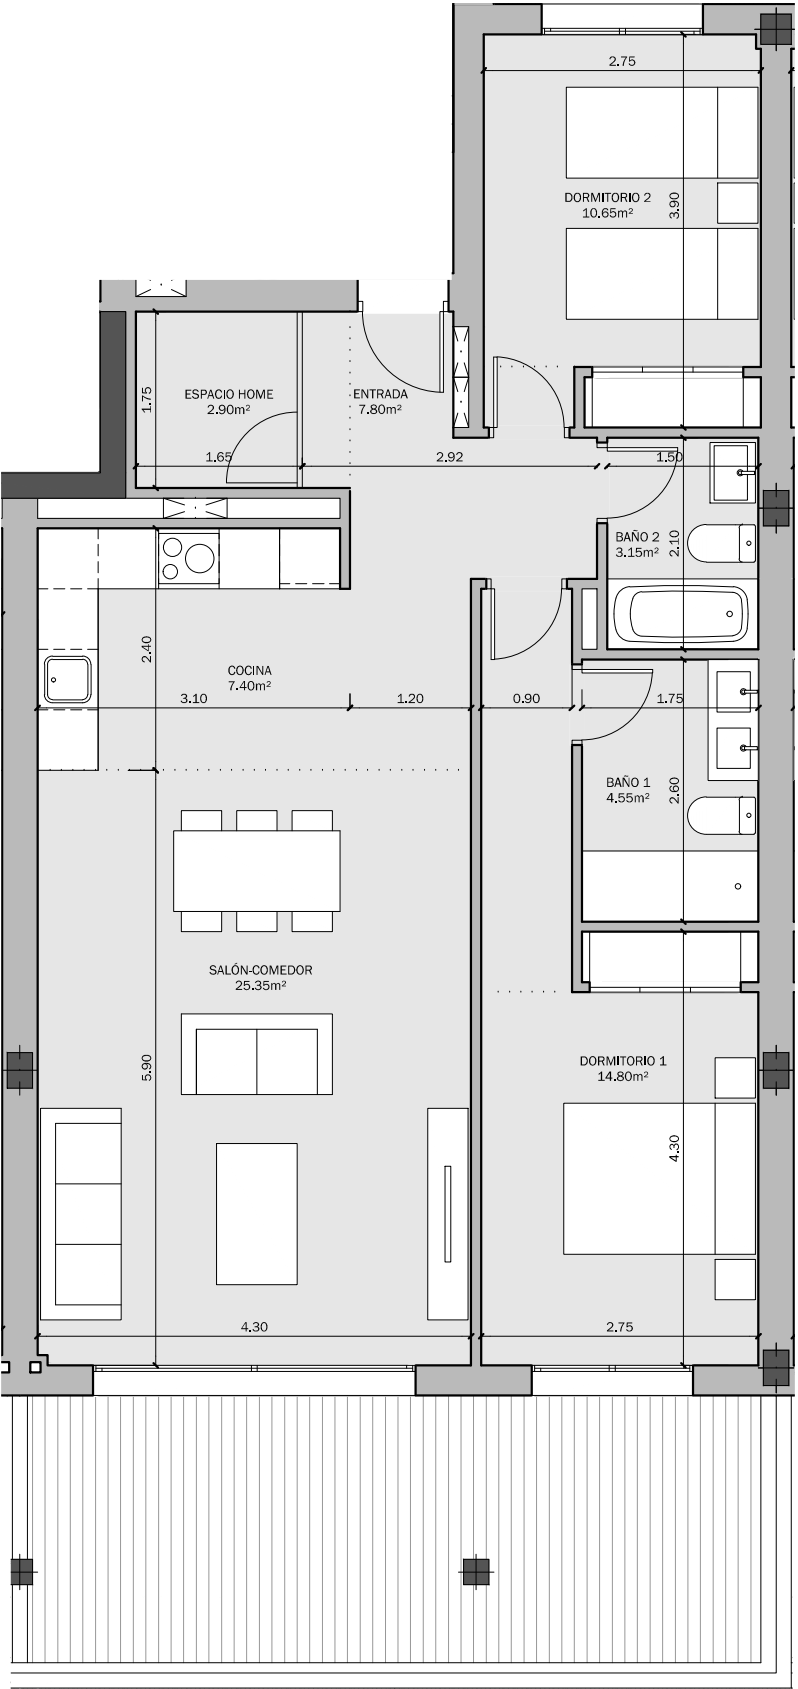 2.75
DORMITORIO 2
10.65m²
3.90
ESPACIO HOME
2.90m²
1.75
ENTRADA
7.80m²
1.65
2.92
1.50
BAÑO 2
3.15m²
2.10
2.40
COCINA
7.40m²
3.10
1.20
0.90
1.75
BAÑO 1
4.55m²
2.60
SALÓN-COMEDOR
25.35m²
5.90
DORMITORIO 1
14.80m²
4.30
4.30
2.75